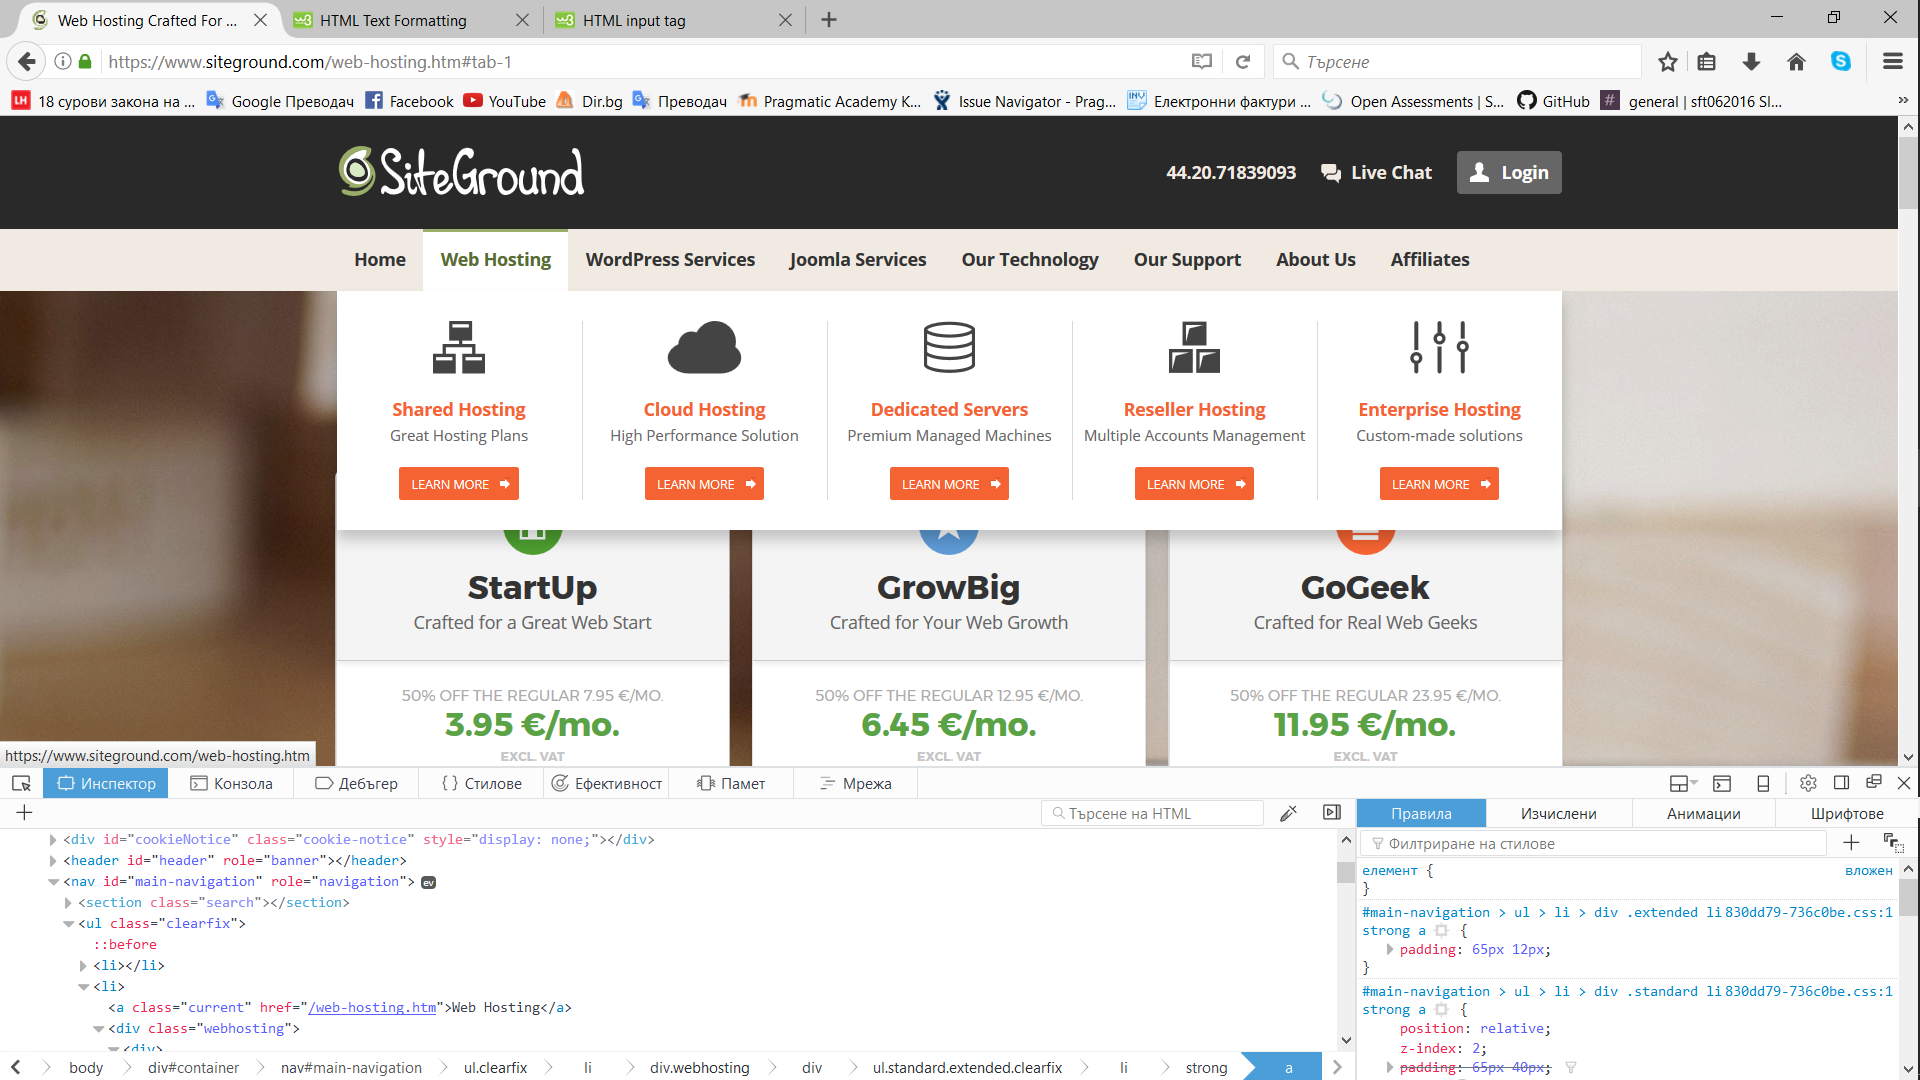 Web Hosting Crafted For ...
HTML Text Formatting
HTML input tag
https://www.siteground.com/web-hosting.htm#tab-1
Търсене
18 сурови закона на ...
Google Преводач
Facebook
YouTube
Dir.bg
Преводач
Pragmatic Academy K...
Issue Navigator - Prag...
Електронни фактури ...
Open Assessments | S...
GitHub
general | sft062016 Sl...
SiteGround
44.20.71839093
Live Chat
Login
Home
Web Hosting
WordPress Services
Joomla Services
Our Technology
Our Support
About Us
Affiliates
Shared Hosting
Great Hosting Plans
LEARN MORE
Cloud Hosting
High Performance Solution
LEARN MORE
Dedicated Servers
Premium Managed Machines
LEARN MORE
Reseller Hosting
Multiple Accounts Management
LEARN MORE
Enterprise Hosting
Custom-made solutions
LEARN MORE
StartUp
Crafted for a Great Web Start
50% OFF THE REGULAR 7.95 €/MO.
3.95 €/mo.
EXCL. VAT
GrowBig
Crafted for Your Web Growth
50% OFF THE REGULAR 12.95 €/MO.
6.45 €/mo.
EXCL. VAT
GoGeek
Crafted for Real Web Geeks
50% OFF THE REGULAR 23.95 €/MO.
11.95 €/mo.
EXCL. VAT
https://www.siteground.com/web-hosting.htm
Инспектор
Конзола
Дебъгер
{ } Стилове
Ефективност
Памет
Мрежа
Търсене на HTML
<div id="cookieNotice" class="cookie-notice" style="display: none;"></div>
<header id="header" role="banner"></header>
<nav id="main-navigation" role="navigation"> ev
<section class="search"></section>
<ul class="clearfix">
::before
<li></li>
<li>
<a class="current" href="/web-hosting.htm">Web Hosting</a>
<div class="webhosting">
<div>
body
div#container
nav#main-navigation
ul.clearfix
li
div.webhosting
div
ul.standard.extended.clearfix
li
strong
a
Правила
Изчислени
Анимации
Шрифтове
Филтриране на стилове
елемент { вложен
}
#main-navigation > ul > li > div .extended li 830dd79-736c0be.css:1
strong a {
padding: 65px 12px;
}
#main-navigation > ul > li > div .standard li 830dd79-736c0be.css:1
strong a {
position: relative;
z-index: 2;
padding: 65px 40px;